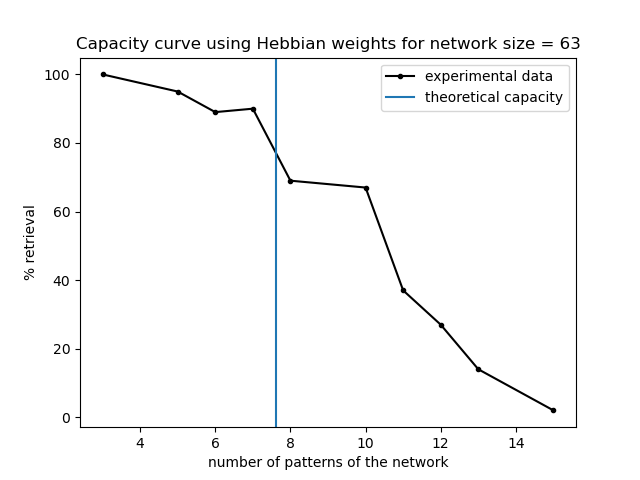 Capacity curve using Hebbian weights for network size = 63
experimental data
theoretical capacity
% retrieval
100
80
60
40
20
0
4 6 8 10 12 14
number of patterns of the network